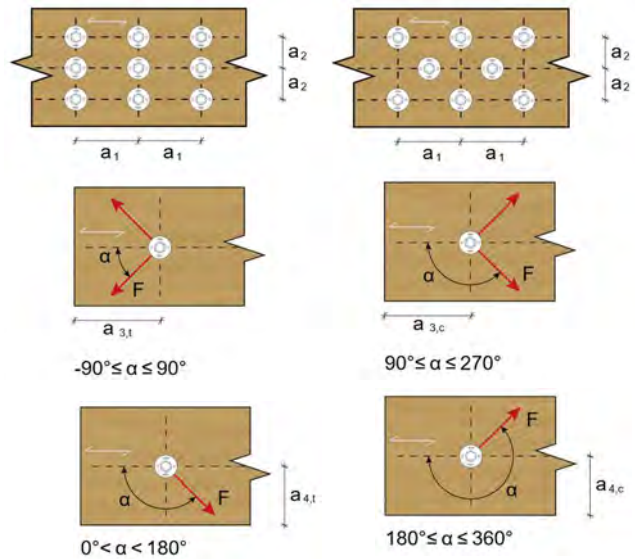 a2
a2
a1 a1
a2
a2
a1 a1
α
F
a3,t
-90°≤ α ≤ 90°
α
F
a3,c
90°≤ α ≤ 270°
α
F
a4,t
0°< α < 180°
F
α
a4,c
180°≤ α ≤ 360°